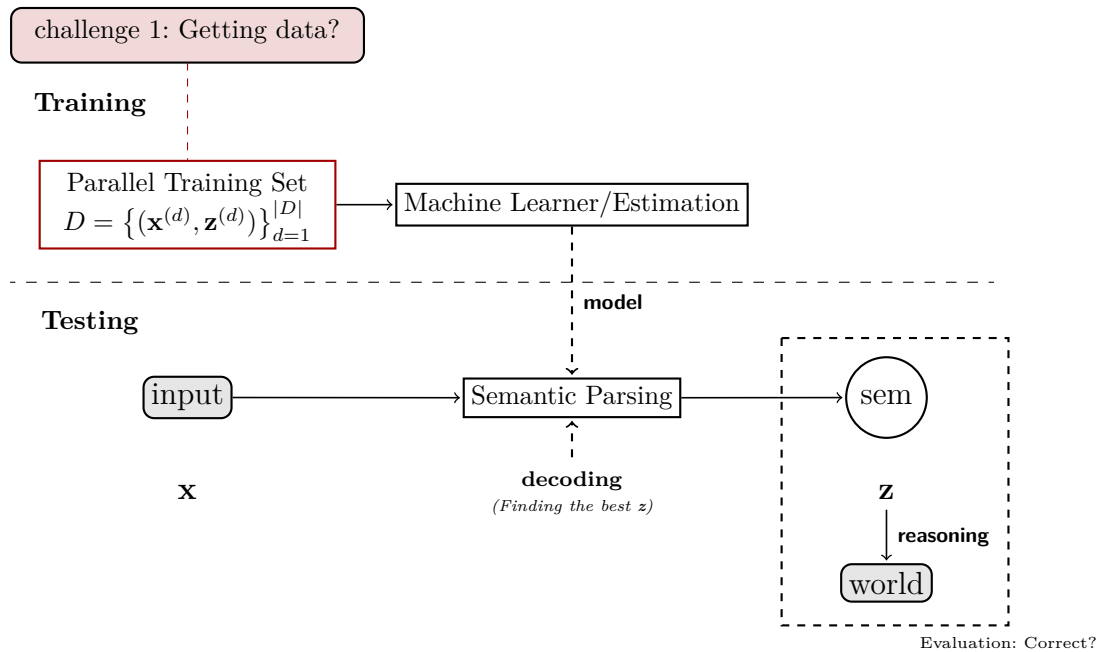 challenge 1: Getting data?
Training
Parallel Training Set
D = {(x^(d), z^(d))}_{d=1}^{|D|}
Machine Learner/Estimation
model
Testing
input
Semantic Parsing
sem
decoding
(Finding the best z)
x
z
reasoning
world
Evaluation: Correct?